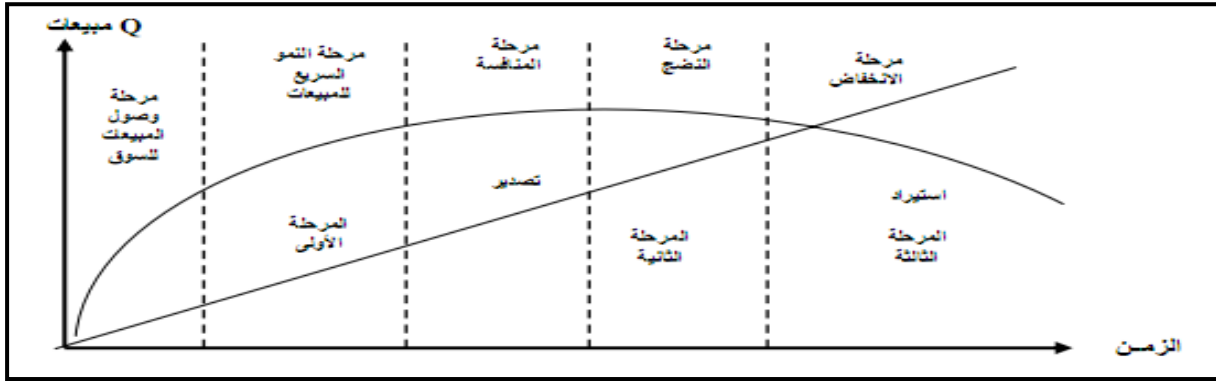 مبيعات Q
مرحلة
وصول
المبيعات
للسوق
مرحلة النمو
السريع
للمبيعات
مرحلة
المنافسة
مرحلة
النضج
مرحلة
الانخفاض
تصدير
استيراد
المرحلة
الأولى
المرحلة
الثانية
المرحلة
الثالثة
الزمـن